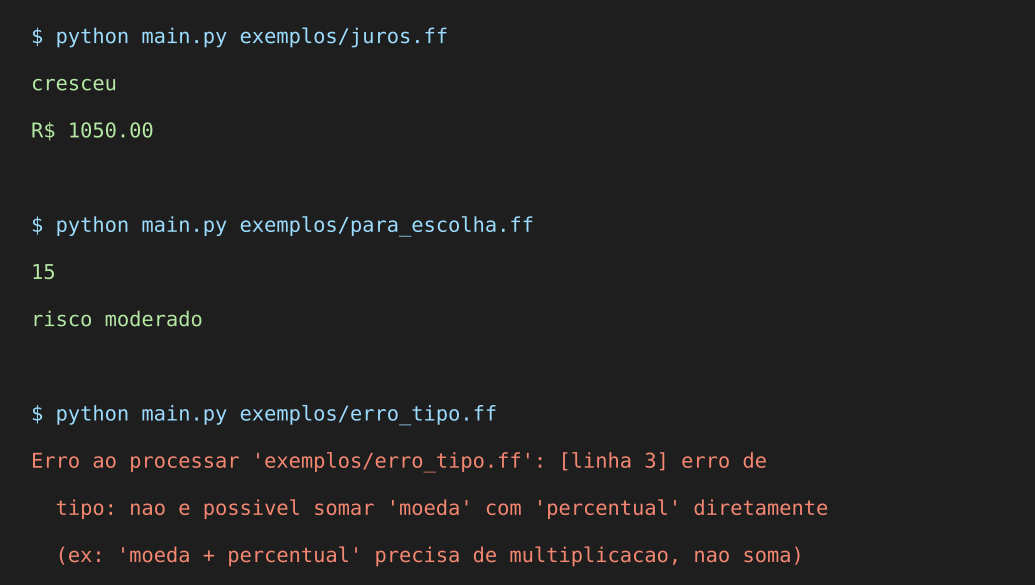 $ python main.py exemplos/juros.ff
cresceu
R$ 1050.00
$ python main.py exemplos/para_escolha.ff
15
risco moderado
$ python main.py exemplos/erro_tipo.ff
Erro ao processar 'exemplos/erro_tipo.ff': [linha 3] erro de
  tipo: nao e possivel somar 'moeda' com 'percentual' diretamente
  (ex: 'moeda + percentual' precisa de multiplicacao, nao soma)